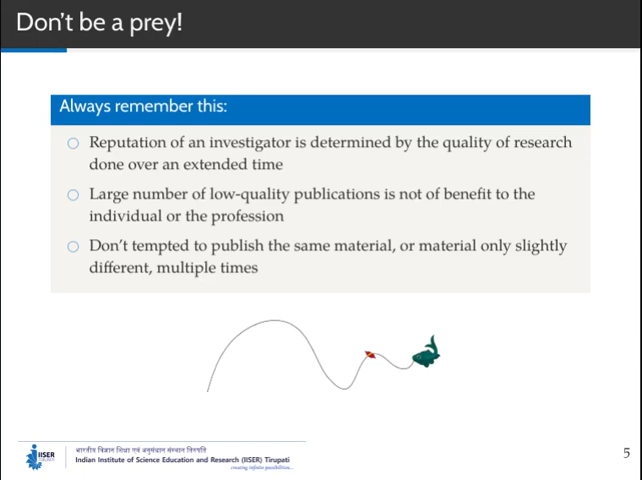 Don't be a prey!
Always remember this:
Reputation of an investigator is determined by the quality of research
done over an extended time
Large number of low-quality publications is not of benefit to the
individual or the profession
Don't tempted to publish the same material, or material only slightly
different, multiple times
IISER
भारतीय विज्ञान शिक्षा एवं अनुसंधान संस्थान तिरुपति
Indian Institute of Science Education and Research (IISER) Tirupati
creating infinite possibilities...
5